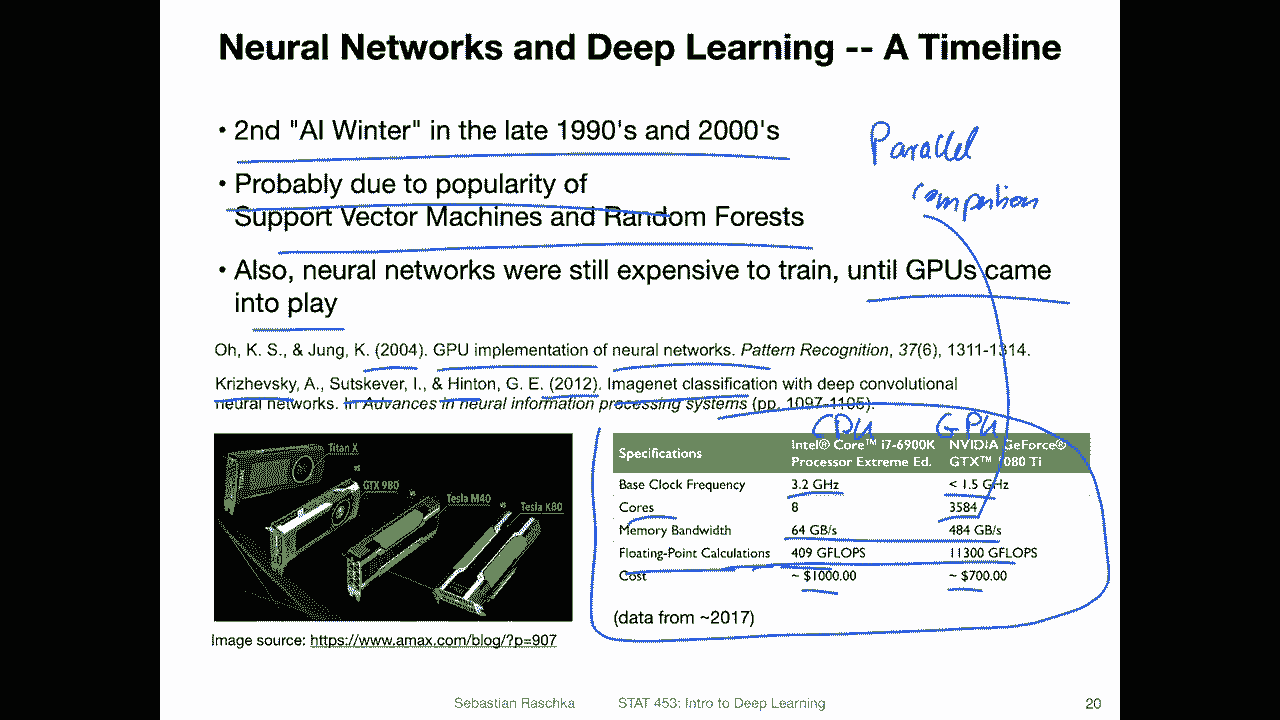 Neural Networks and Deep Learning -- A Timeline
• 2nd "AI Winter" in the late 1990's and 2000's
• Probably due to popularity of
Support Vector Machines and Random Forests
• Also, neural networks were still expensive to train, until GPUs came
into play
Parallel
Oh, K. S., & Jung, K. (2004). GPU implementation of neural networks. Pattern Recognition, 37(6), 1311-1314.
Krizhevsky, A., Sutskever, I., & Hinton, G. E. (2012). Imagenet classification with deep convolutional
neural networks. In Advances in neural information processing systems (pp. 1097-1105).
Titan X
GTX 980
Tesla M40
Tesla K80
CPU GPU
Specifications Intel® Core™ i7-6900K NVIDIA GeForce®
Processor Extreme Ed. GTX™ 1080 Ti
Base Clock Frequency 3.2 GHz < 1.5 GHz
Cores 8 3584
Memory Bandwidth 64 GB/s 484 GB/s
Floating-Point Calculations 409 GFLOPS 11300 GFLOPS
Cost ~ $1000.00 ~ $700.00
(data from ~2017)
Image source: https://www.amax.com/blog/?p=907
Sebastian Raschka STAT 453: Intro to Deep Learning 20